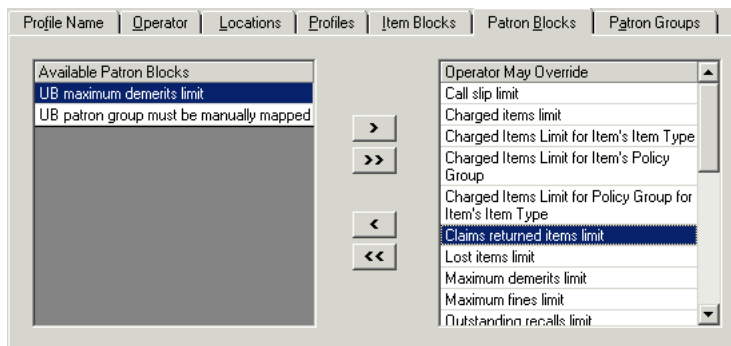 Profile Name
Operator
Locations
Profiles
Item Blocks
Patron Blocks
Patron Groups
Available Patron Blocks
UB maximum demerits limit
UB patron group must be manually mapped
>
>>
<
<<
Operator May Override
Call slip limit
Charged items limit
Charged Items Limit for Item's Item Type
Charged Items Limit for Item's Policy
Group
Charged Items Limit for Policy Group for
Item's Item Type
Claims returned items limit
Lost items limit
Maximum demerits limit
Maximum fines limit
Outstanding recalls limit